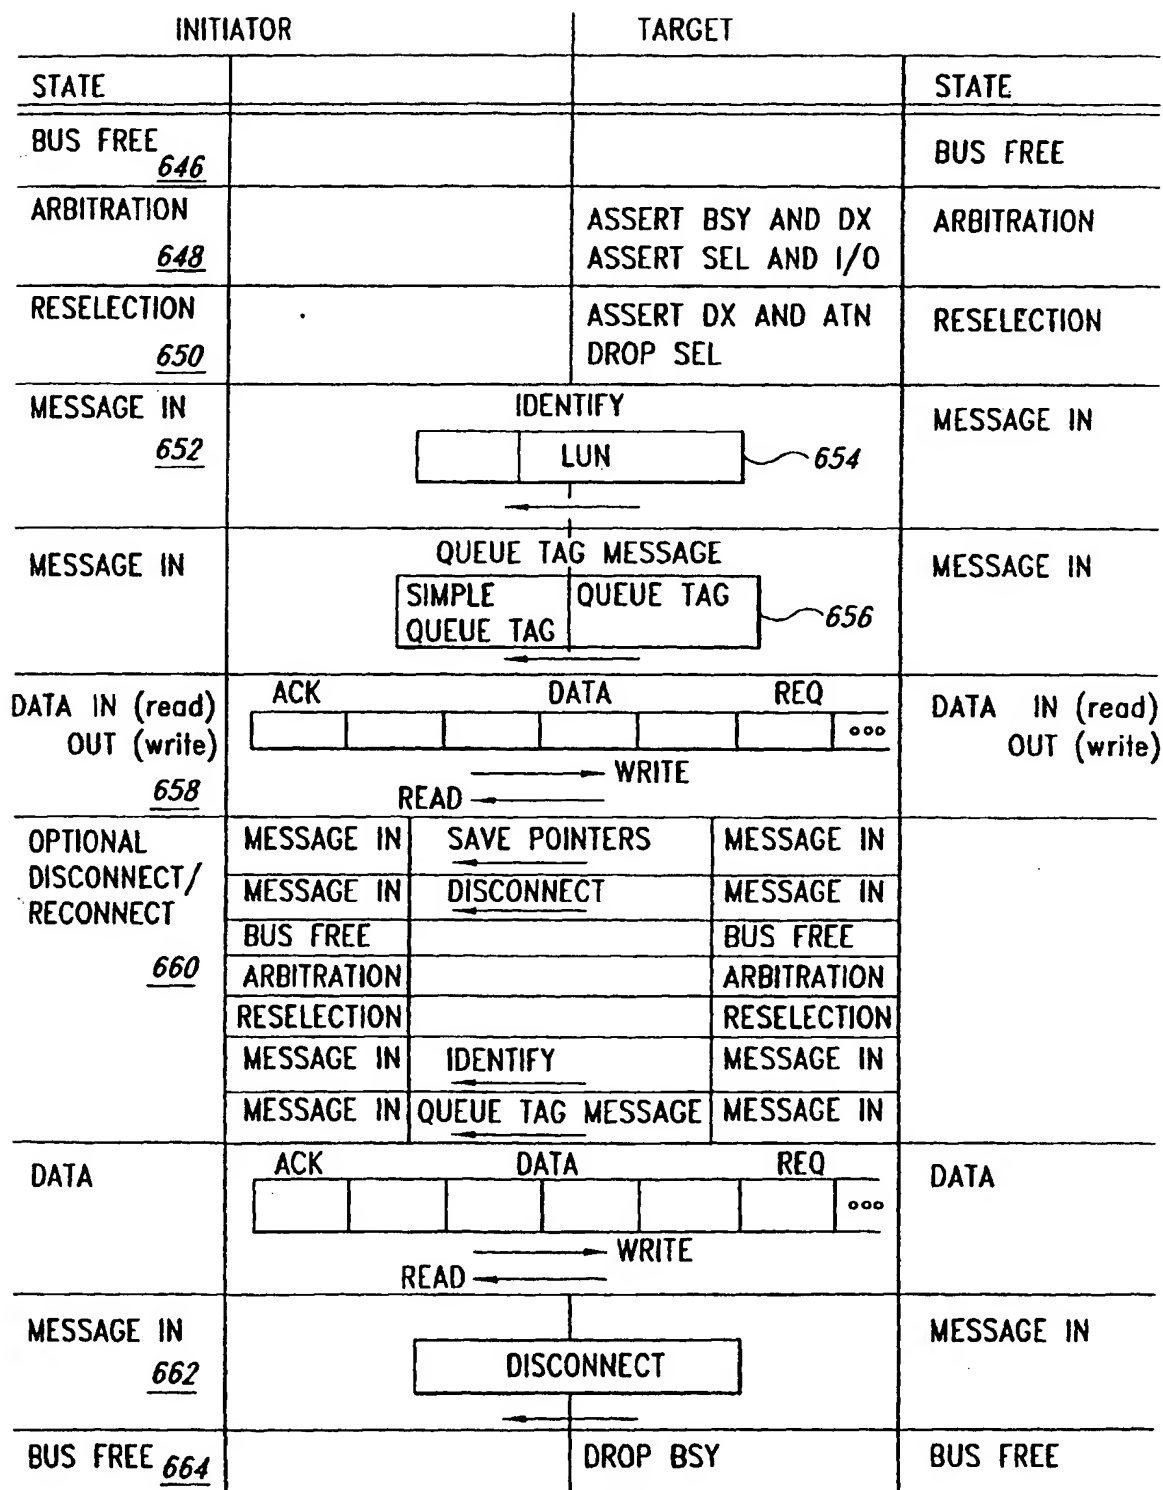 INITIATOR TARGET
STATE STATE
BUS FREE 646 BUS FREE
ARBITRATION ASSERT BSY AND DX ARBITRATION
648 ASSERT SEL AND I/O
RESELECTION ASSERT DX AND ATN RESELECTION
650 DROP SEL
MESSAGE IN IDENTIFY MESSAGE IN
652 LUN 654
MESSAGE IN QUEUE TAG MESSAGE MESSAGE IN
SIMPLE QUEUE TAG
QUEUE TAG 656
DATA IN (read) ACK DATA REQ DATA IN (read)
OUT (write) ooo OUT (write)
WRITE
658 READ
OPTIONAL MESSAGE IN SAVE POINTERS MESSAGE IN
DISCONNECT/ MESSAGE IN DISCONNECT MESSAGE IN
RECONNECT
BUS FREE BUS FREE
660 ARBITRATION ARBITRATION
RESELECTION RESELECTION
MESSAGE IN IDENTIFY MESSAGE IN
MESSAGE IN QUEUE TAG MESSAGE MESSAGE IN
DATA ACK DATA REQ DATA
ooo
WRITE
READ
MESSAGE IN MESSAGE IN
662 DISCONNECT
BUS FREE 664 DROP BSY BUS FREE